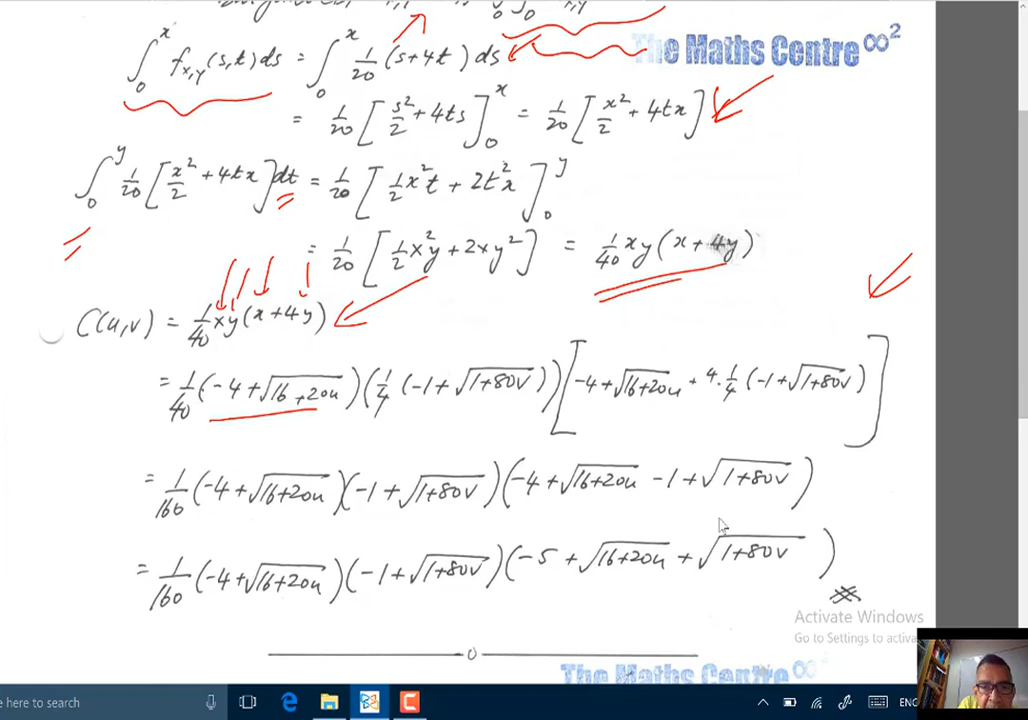 The Maths Centre ∞²
∫₀ˣ f_{X,Y}(s,t)ds = ∫₀ˣ 1/20 (s+4t) ds
= 1/20 [s²/2 + 4ts]₀ˣ = 1/20 [x²/2 + 4tx]
∫₀ʸ 1/20 [x²/2 + 4tx] dt = 1/20 [1/2 x²t + 2t²x]₀ʸ
= 1/20 [1/2 x²y + 2xy²] = 1/40 xy(x+4y)
C(u,v) = 1/40 xy(x+4y)
= 1/40 (-4+√(16+20u))(1/4 (-1+√(1+80v)))[-4+√(16+20u) + 4·1/4 (-1+√(1+80v))]
= 1/160 (-4+√(16+20u))(-1+√(1+80v))(-4+√(16+20u) -1+√(1+80v))
= 1/160 (-4+√(16+20u))(-1+√(1+80v))(-5+√(16+20u)+√(1+80v))
Activate Windows
Go to Settings to activa
0
The Maths Centre ∞²
here to search
ENG